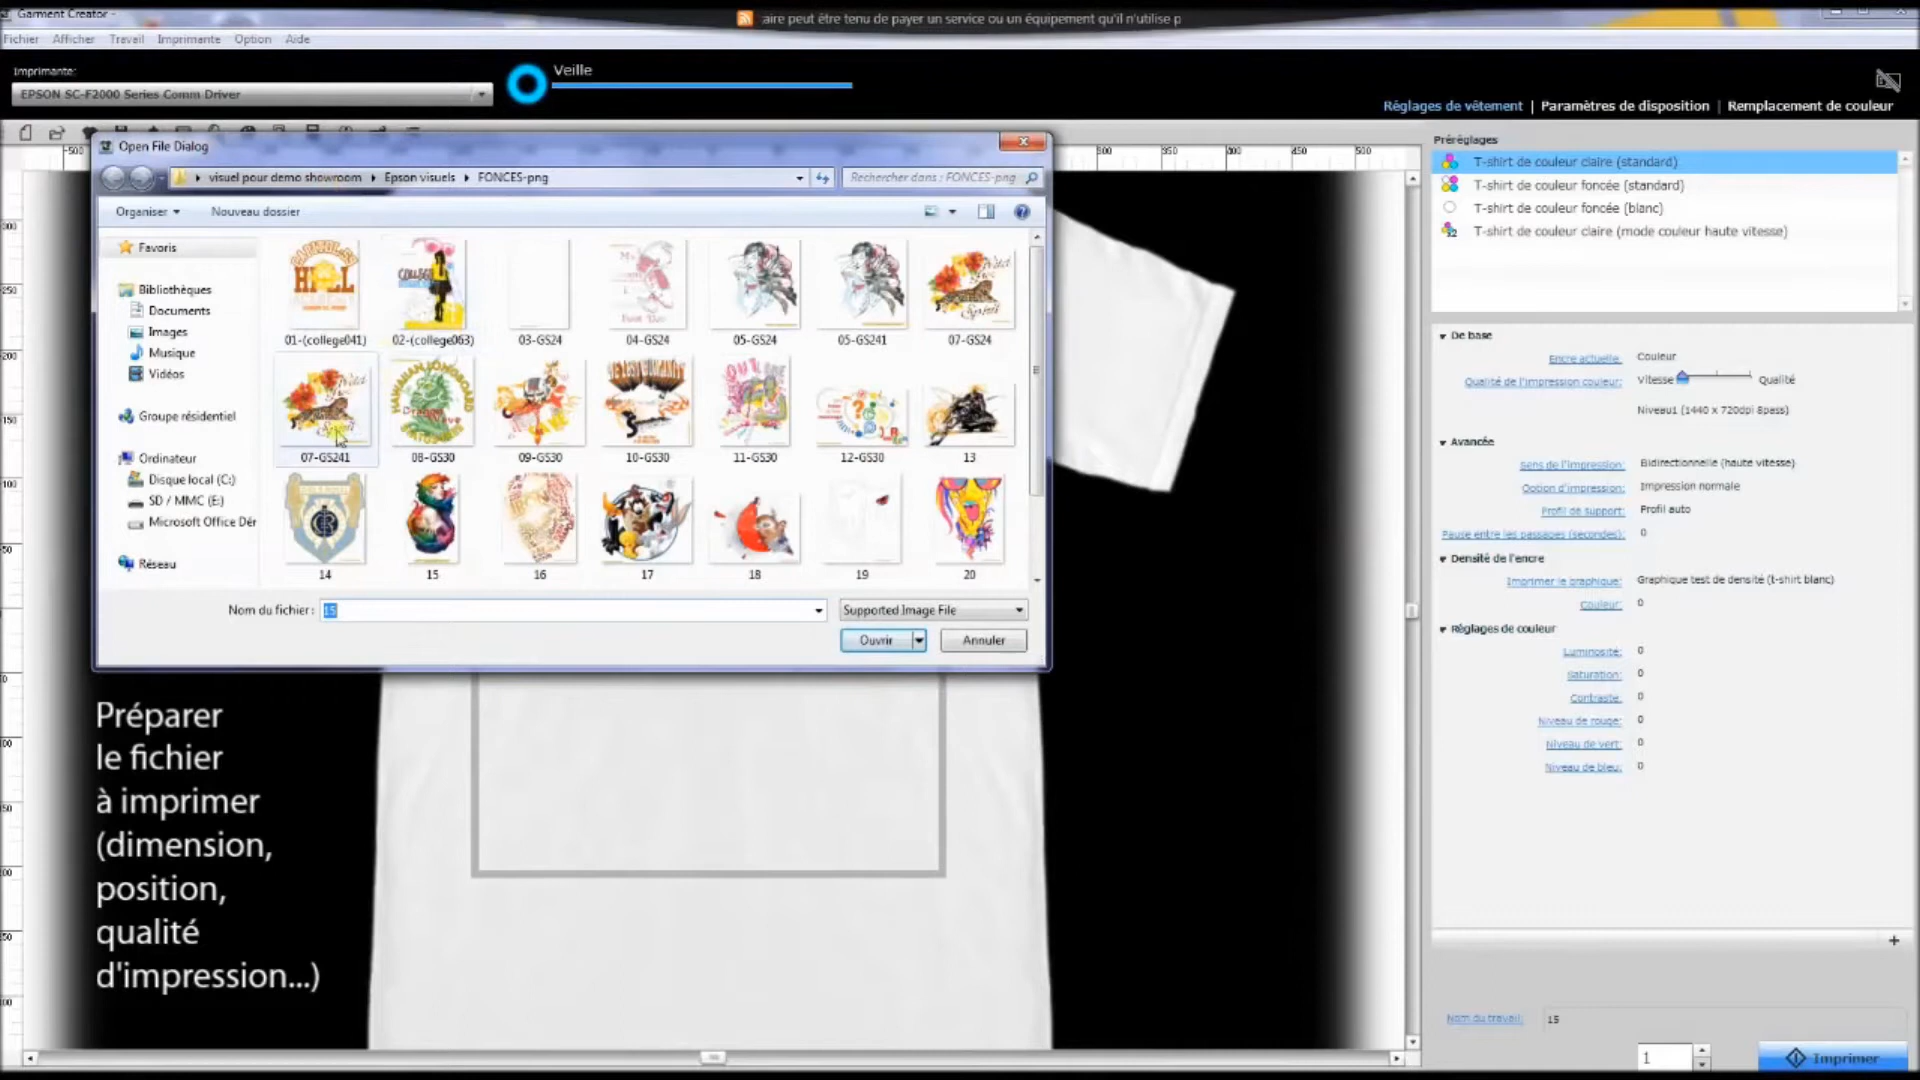 Garment Creator -
aire peut être tenu de payer un service ou un équipement qu'il n'utilise p
Fichier Afficher Travail Imprimante Option Aide
Imprimante:
EPSON SC-F2000 Series Comm Driver
Veille
Réglages de vêtement | Paramètres de disposition | Remplacement de couleur
Open File Dialog
visuel pour demo showroom Epson visuels FONCES-png
Rechercher dans : FONCES-png
Organiser Nouveau dossier
Favoris
Bibliothèques
Documents
Images
Musique
Vidéos
Groupe résidentiel
Ordinateur
Disque local (C:)
SD / MMC (E:)
Microsoft Office Dér
Réseau
01-(college041) 02-(college063) 03-GS24 04-GS24 05-GS24 05-GS241 07-GS24
07-GS241 08-GS30 09-GS30 10-GS30 11-GS30 12-GS30 13
14 15 16 17 18 19 20
Nom du fichier : 15
Supported Image File
Ouvrir Annuler
-500 300 350 400 450 500
Préparer
le fichier
à imprimer
(dimension,
position,
qualité
d'impression...)
Préréglages
T-shirt de couleur claire (standard)
T-shirt de couleur foncée (standard)
T-shirt de couleur foncée (blanc)
T-shirt de couleur claire (mode couleur haute vitesse)
De base
Encre actuelle: Couleur
Qualité de l'impression couleur: Vitesse Qualité
Niveau1 (1440 x 720dpi 8pass)
Avancée
Sens de l'impression: Bidirectionnelle (haute vitesse)
Option d'impression: Impression normale
Profil de support: Profil auto
Pause entre les passages (secondes): 0
Densité de l'encre
Imprimer le graphique: Graphique test de densité (t-shirt blanc)
Couleur: 0
Réglages de couleur
Luminosité: 0
Saturation: 0
Contraste: 0
Niveau de rouge: 0
Niveau de vert: 0
Niveau de bleu: 0
Nom du travail: 15
1 Imprimer